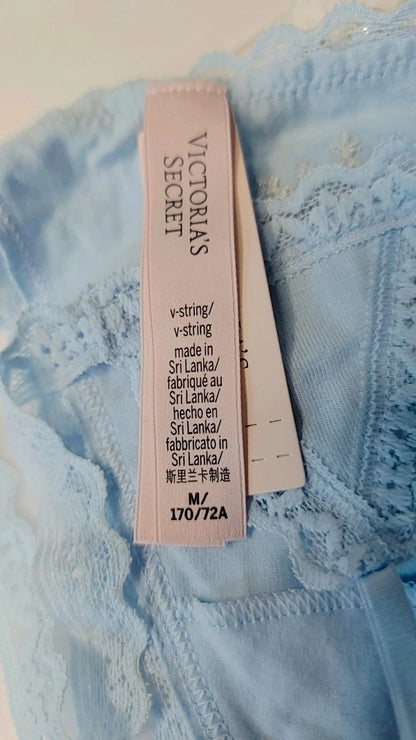 VICTORIA'S
SECRET
v-string/
v-string
made in
Sri Lanka/
fabriqué au
Sri Lanka/
hecho en
Sri Lanka/
fabbricato in
Sri Lanka/
斯里兰卡制造
M/
170/72A